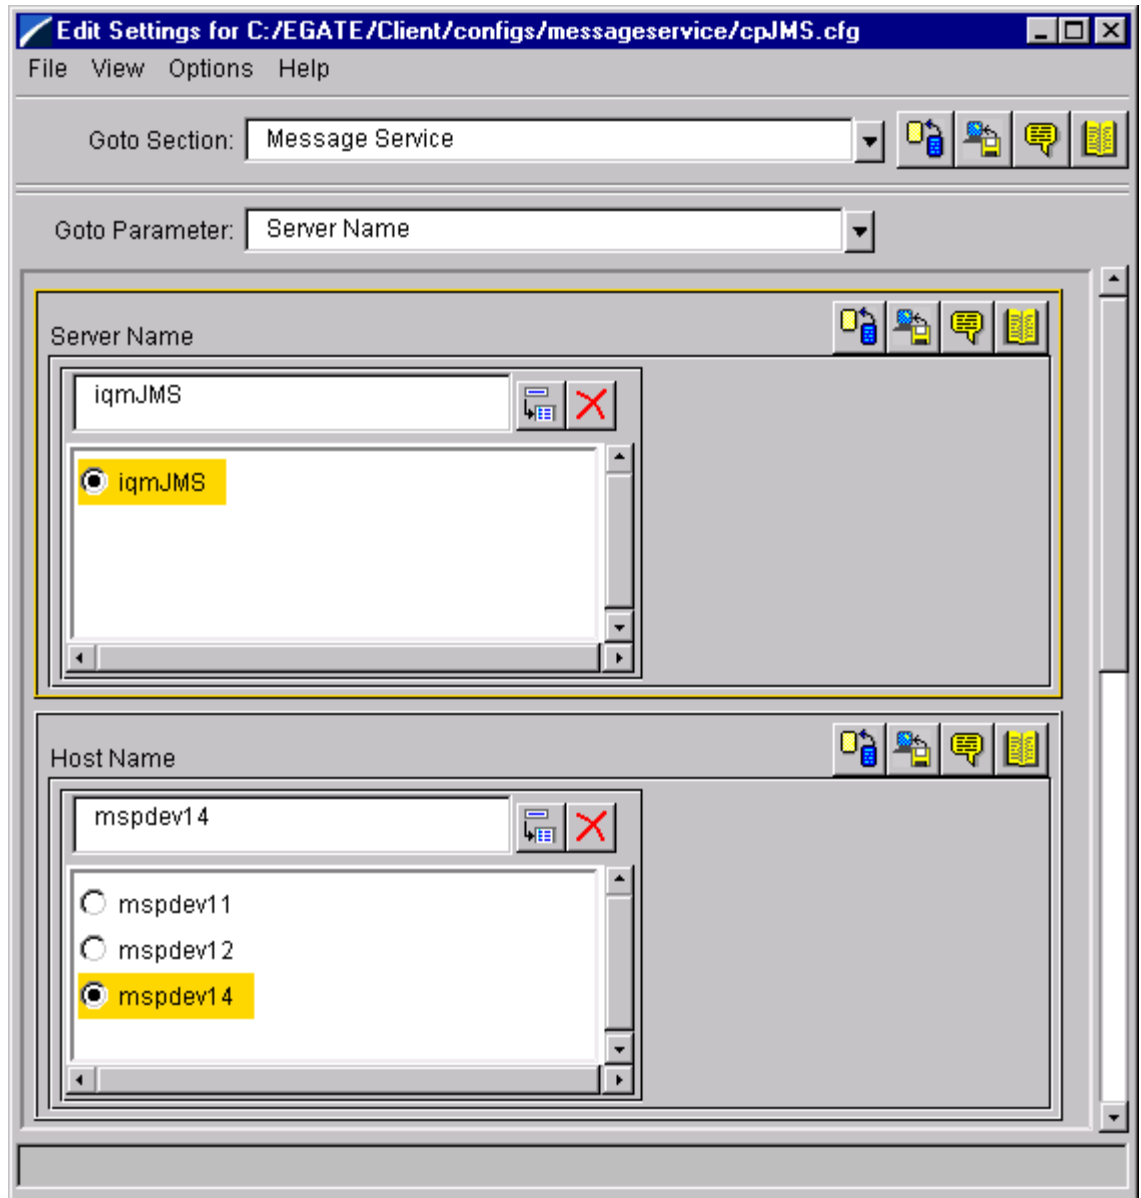 Edit Settings for C:/EGATE/Client/configs/messageservice/cpJMS.cfg
File View Options Help
Goto Section: Message Service
Goto Parameter: Server Name
Server Name
iqmJMS
iqmJMS
Host Name
mspdev14
mspdev11
mspdev12
mspdev14